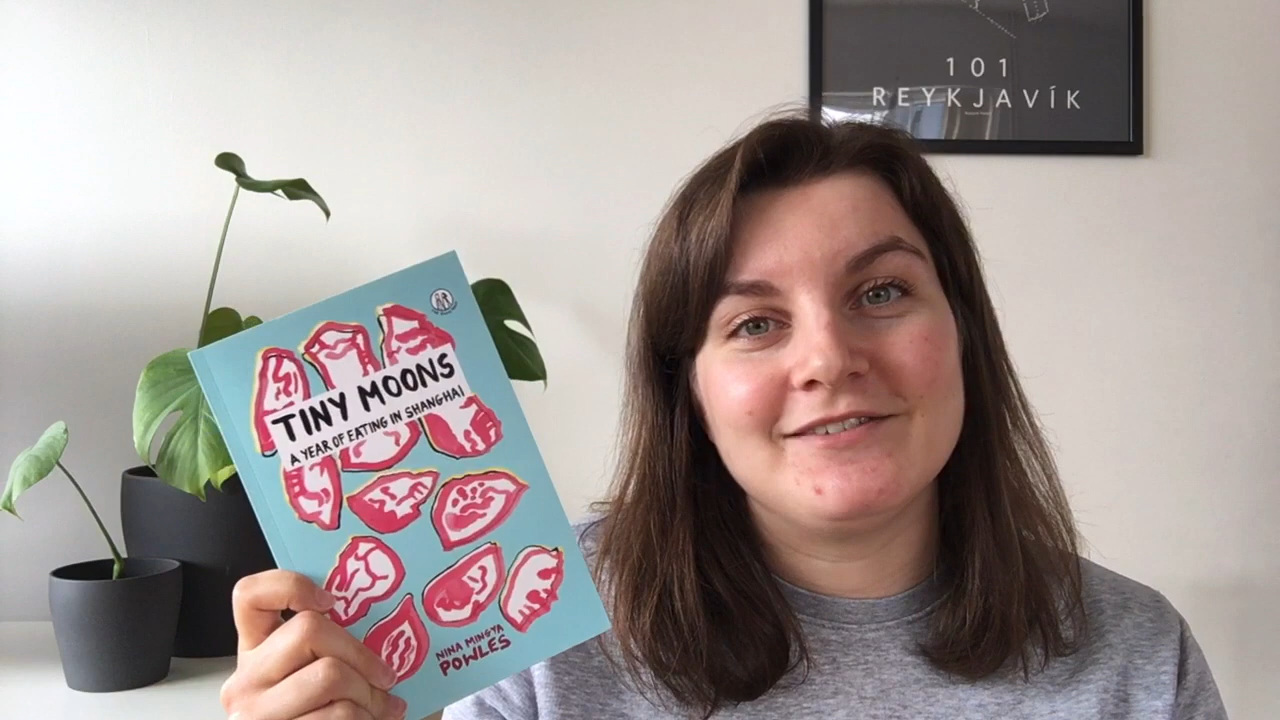 101
REYKJAVÍK
TINY MOONS
A YEAR OF EATING IN SHANGHAI
NINA MINGYA
POWLES